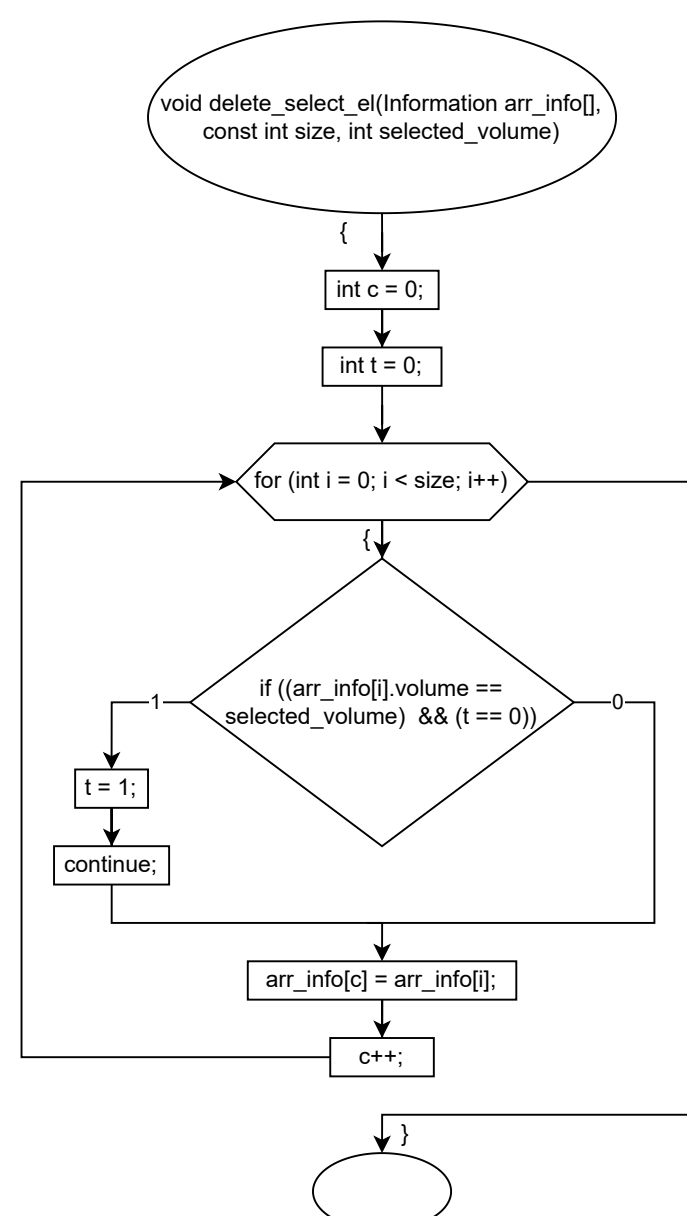 void delete_select_el(Information arr_info[],
const int size, int selected_volume)
{
int c = 0;
int t = 0;
for (int i = 0; i < size; i++)
{
if ((arr_info[i].volume ==
selected_volume)  && (t == 0))
1
0
t = 1;
continue;
arr_info[c] = arr_info[i];
c++;
}